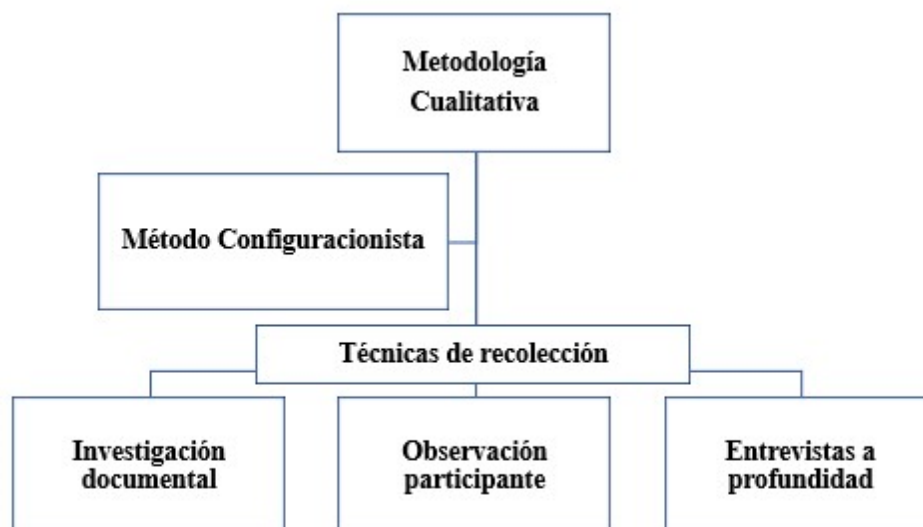 Metodología
Cualitativa
Método Configuracionista
Técnicas de recolección
Investigación
documental
Observación
participante
Entrevistas a
profundidad